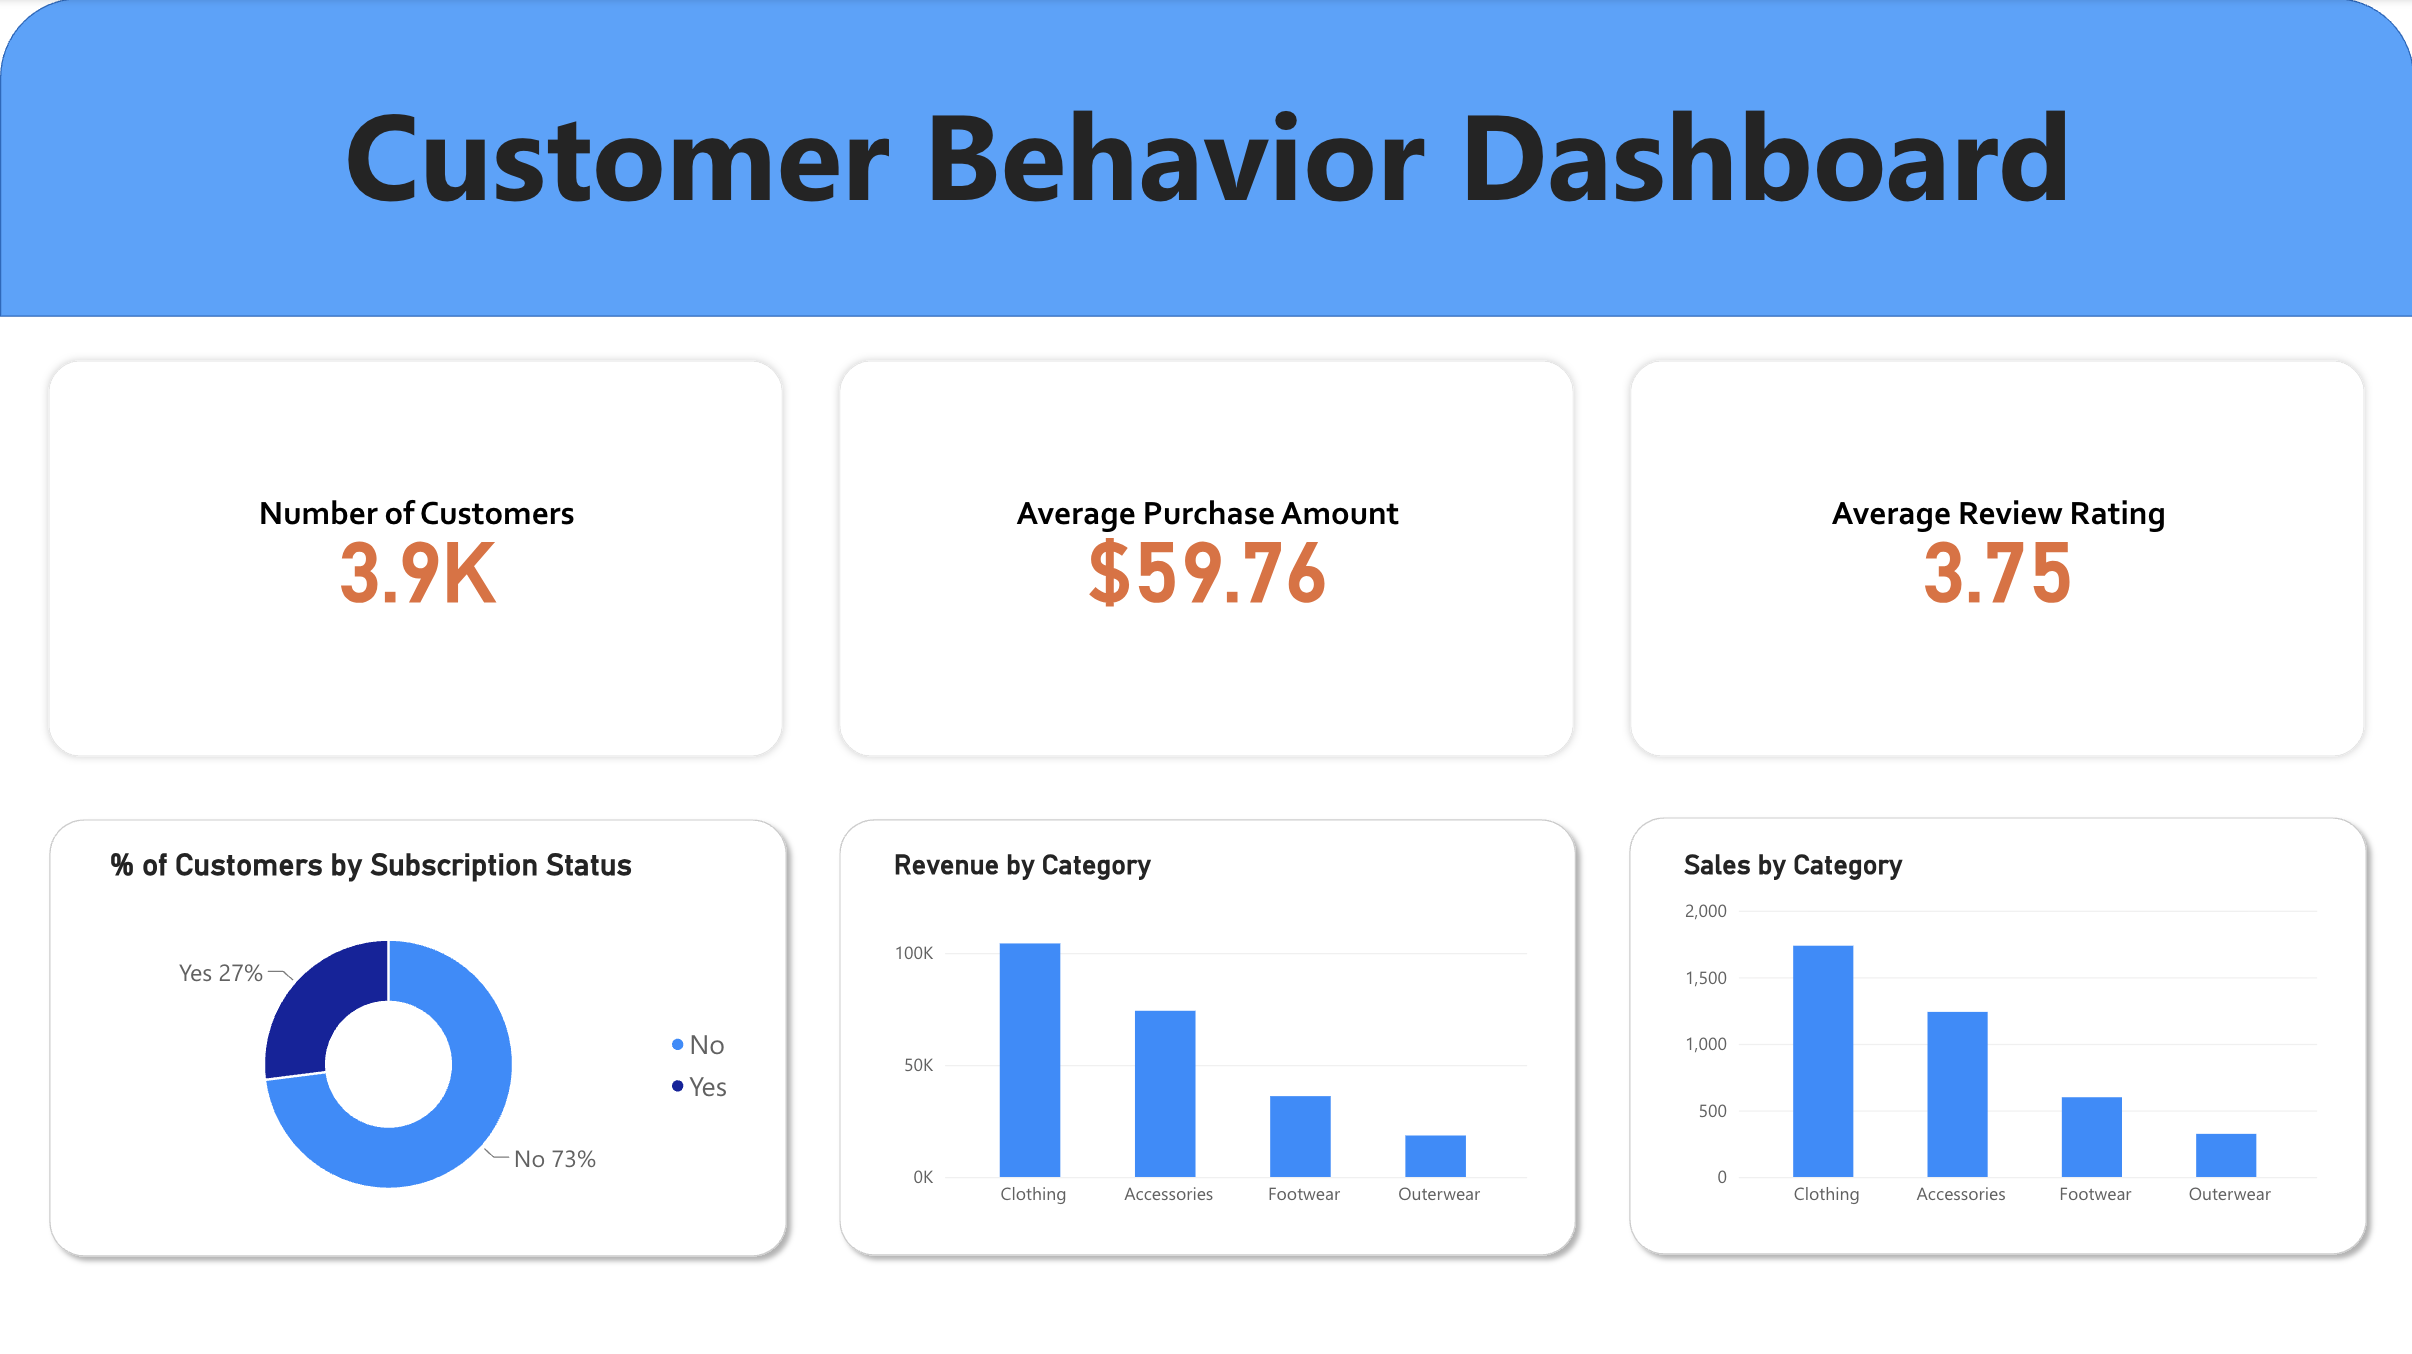 Customer Behavior Dashboard
Number of Customers
3.9K
Average Purchase Amount
$59.76
Average Review Rating
3.75
% of Customers by Subscription Status
Yes 27%
No 73%
No
Yes
Revenue by Category
100K
50K
0K
Clothing Accessories Footwear Outerwear
Sales by Category
2,000
1,500
1,000
500
0
Clothing Accessories Footwear Outerwear